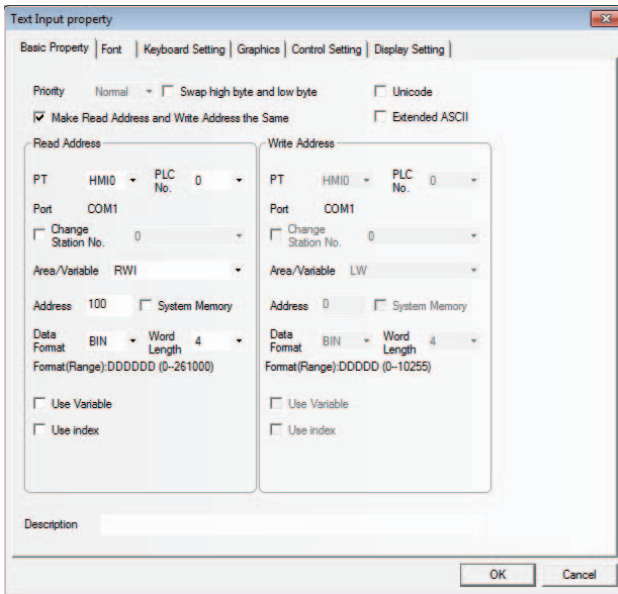 Text Input property
Basic Property Font Keyboard Setting Graphics Control Setting Display Setting
Priority Normal Swap high byte and low byte Unicode
Make Read Address and Write Address the Same Extended ASCII
Read Address
PT HMI0 PLC No. 0
Port COM1
Change Station No. 0
Area/Variable RWI
Address 100 System Memory
Data Format BIN Word Length 4
Format(Range):DDDDDD (0~261000)
Use Variable
Use index
Write Address
PT HMI0 PLC No. 0
Port COM1
Change Station No. 0
Area/Variable LW
Address 0 System Memory
Data Format BIN Word Length 4
Format(Range):DDDDD (0~10255)
Use Variable
Use index
Description
OK Cancel